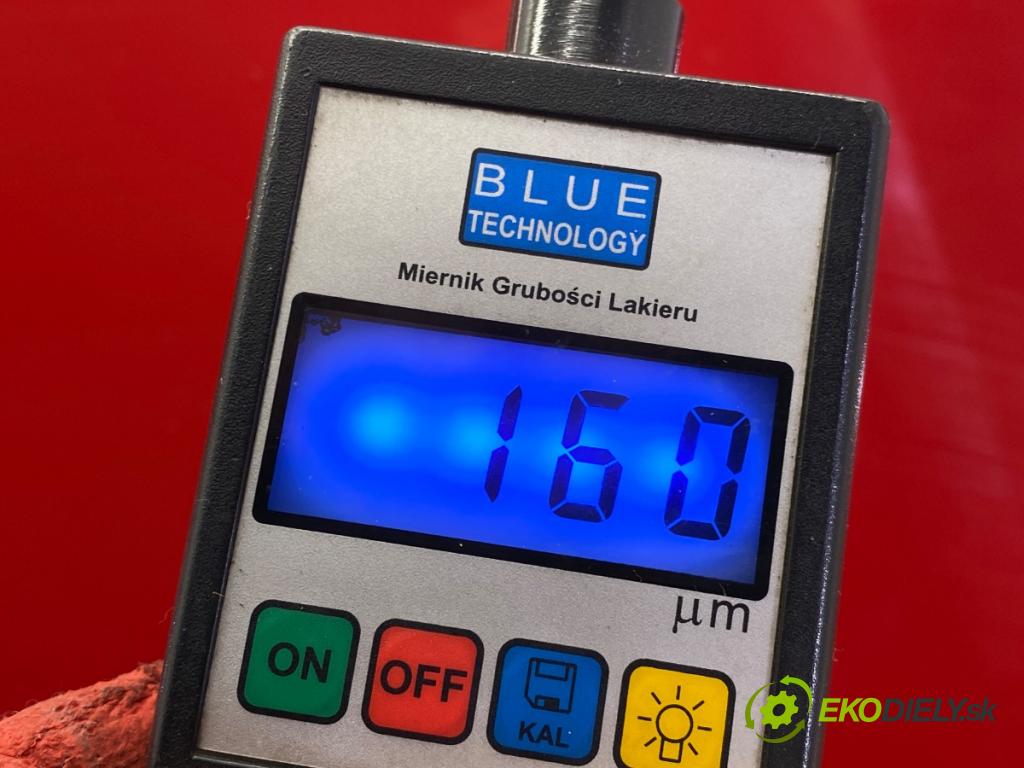 BLUE
TECHNOLOGY
Miernik Grubości Lakieru
160
µm
ON
OFF
KAL
EKODIELY.sk